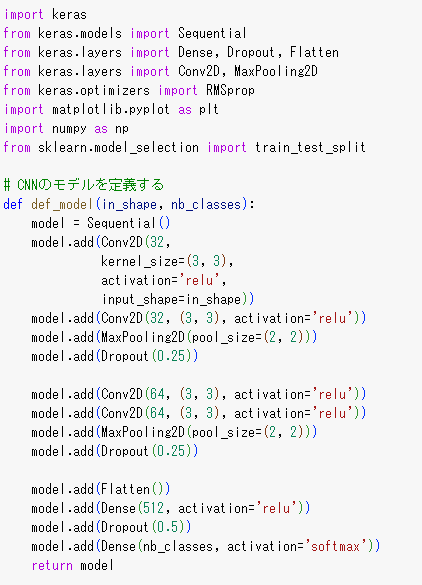 import keras
from keras.models import Sequential
from keras.layers import Dense, Dropout, Flatten
from keras.layers import Conv2D, MaxPooling2D
from keras.optimizers import RMSprop
import matplotlib.pyplot as plt
import numpy as np
from sklearn.model_selection import train_test_split

# CNNのモデルを定義する
def def_model(in_shape, nb_classes):
    model = Sequential()
    model.add(Conv2D(32,
             kernel_size=(3, 3),
             activation='relu',
             input_shape=in_shape))
    model.add(Conv2D(32, (3, 3), activation='relu'))
    model.add(MaxPooling2D(pool_size=(2, 2)))
    model.add(Dropout(0.25))

    model.add(Conv2D(64, (3, 3), activation='relu'))
    model.add(Conv2D(64, (3, 3), activation='relu'))
    model.add(MaxPooling2D(pool_size=(2, 2)))
    model.add(Dropout(0.25))

    model.add(Flatten())
    model.add(Dense(512, activation='relu'))
    model.add(Dropout(0.5))
    model.add(Dense(nb_classes, activation='softmax'))
    return model